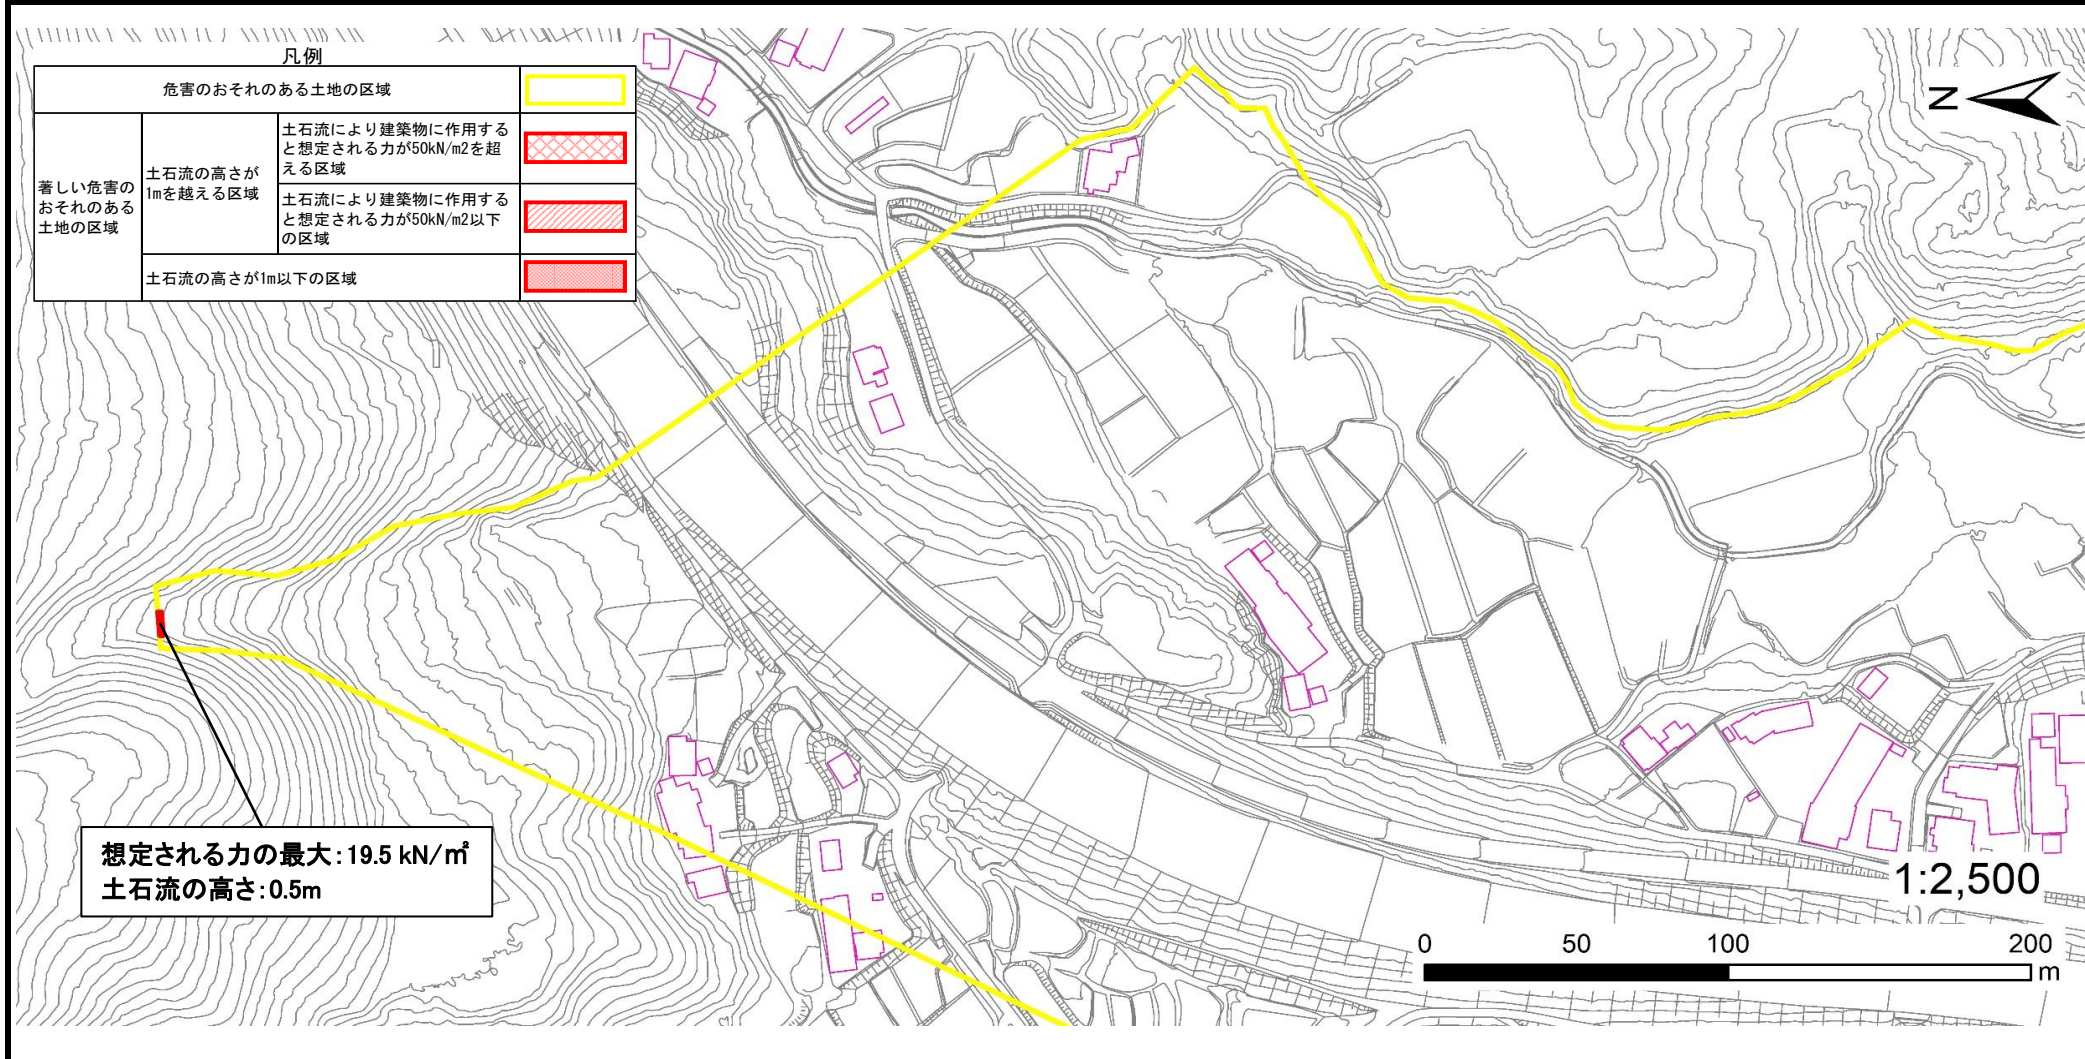 凡例
危害のおそれのある土地の区域
著しい危害の
おそれのある
土地の区域
土石流の高さが
1mを越える区域
土石流により建築物に作用する
と想定される力が50kN/m2を超
える区域
土石流により建築物に作用する
と想定される力が50kN/m2以下
の区域
土石流の高さが1m以下の区域
N
想定される力の最大:19.5 kN/㎡
土石流の高さ:0.5m
1:2,500
0 50 100 200
m